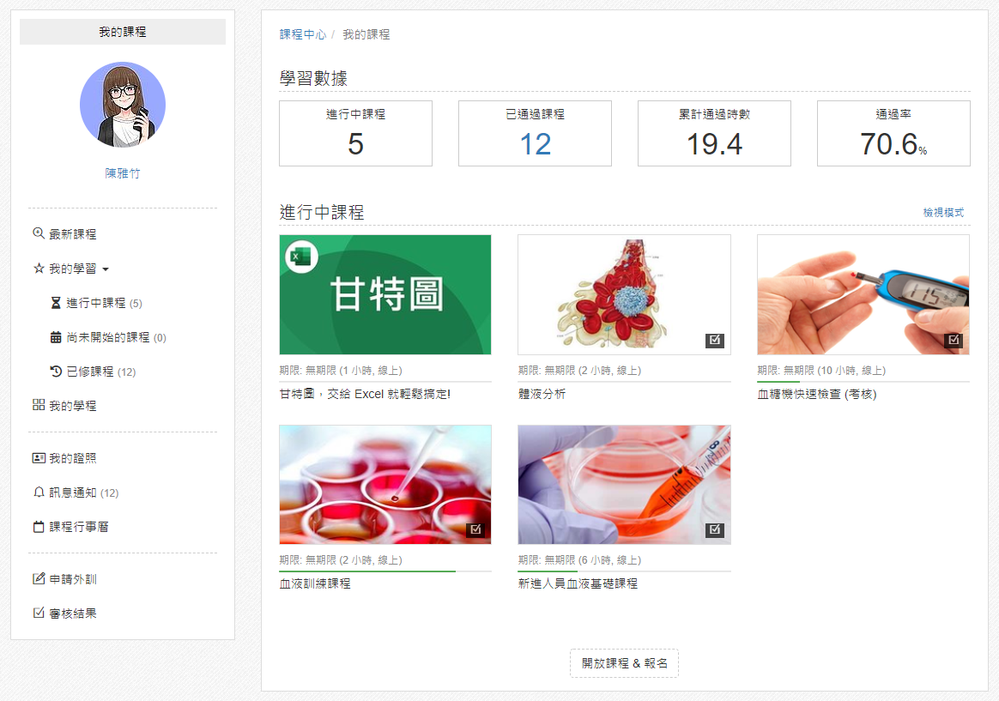 我的課程
陳雅竹
最新課程
我的學習
進行中課程 (5)
尚未開始的課程 (0)
已修課程 (12)
我的學程
我的證照
訊息通知 (12)
課程行事曆
申請外訓
審核結果
課程中心 / 我的課程
學習數據
進行中課程
5
已通過課程
12
累計通過時數
19.4
通過率
70.6%
進行中課程
檢視模式
甘特圖
期限: 無期限 (1 小時, 線上)
甘特圖，交給 Excel 就輕鬆搞定!
期限: 無期限 (2 小時, 線上)
體液分析
115
期限: 無期限 (10 小時, 線上)
血糖機快速檢查 (考核)
期限: 無期限 (2 小時, 線上)
血液訓練課程
期限: 無期限 (6 小時, 線上)
新進人員血液基礎課程
開放課程 & 報名